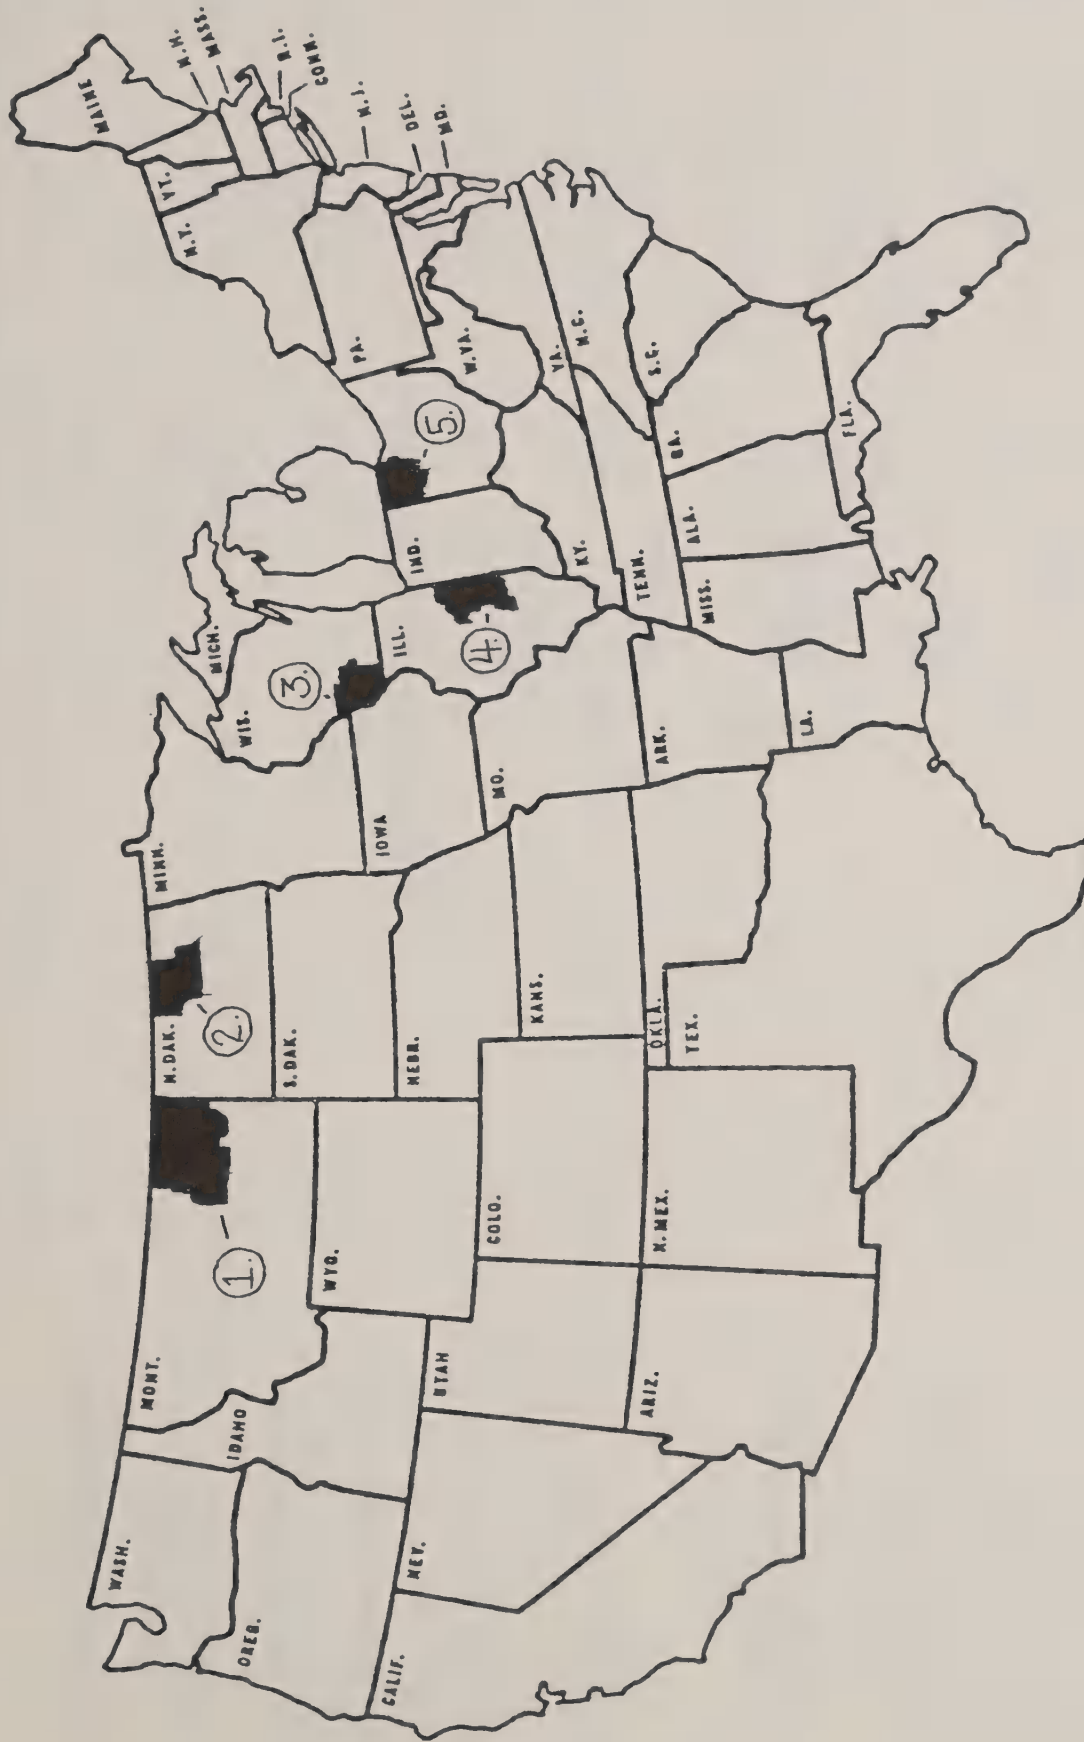 WASH.
OREG.
CALIF.
NEV.
IDAHO
MONT.
1.
WYO.
UTAH
COLO.
ARIZ.
N.MEX.
N.DAK.
2.
S.DAK.
NEBR.
KANS.
OKLA.
TEX.
MINN.
IOWA
MO.
ARK.
LA.
WIS.
3.
MICH.
ILL.
4.
IND.
5.
KY.
TENN.
MISS.
ALA.
GA.
FLA.
S.C.
N.C.
VA.
W.VA.
PA.
N.Y.
VT.
MAINE
N.H.
MASS.
R.I.
CONN.
N.J.
DEL.
MD.